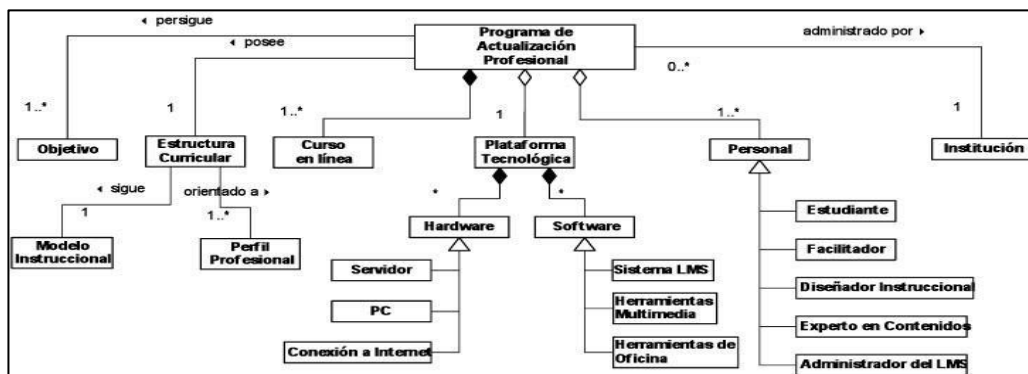 ◂ persigue
Programa de
Actualización
Profesional
administrado por ▸
◂ posee
0..*
1..*
1
1..*
1
1..*
1
Objetivo
Estructura
Curricular
Curso
en línea
Plataforma
Tecnológica
Personal
Institución
◂ sigue
orientado a ▸
1
1..*
*
*
Modelo
Instruccional
Perfil
Profesional
Hardware
Software
Estudiante
Facilitador
Servidor
Sistema LMS
Diseñador Instruccional
PC
Herramientas
Multimedia
Experto en Contenidos
Conexión a Internet
Herramientas de
Oficina
Administrador del LMS